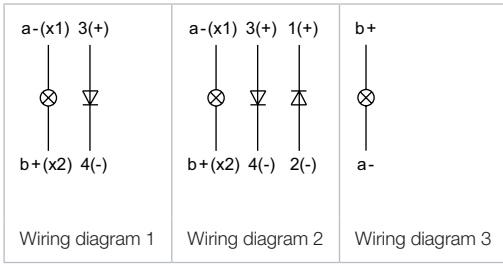 a-(x1) 3(+)
b+(x2) 4(-)
Wiring diagram 1
a-(x1) 3(+) 1(+)
b+(x2) 4(-) 2(-)
Wiring diagram 2
b+
a-
Wiring diagram 3